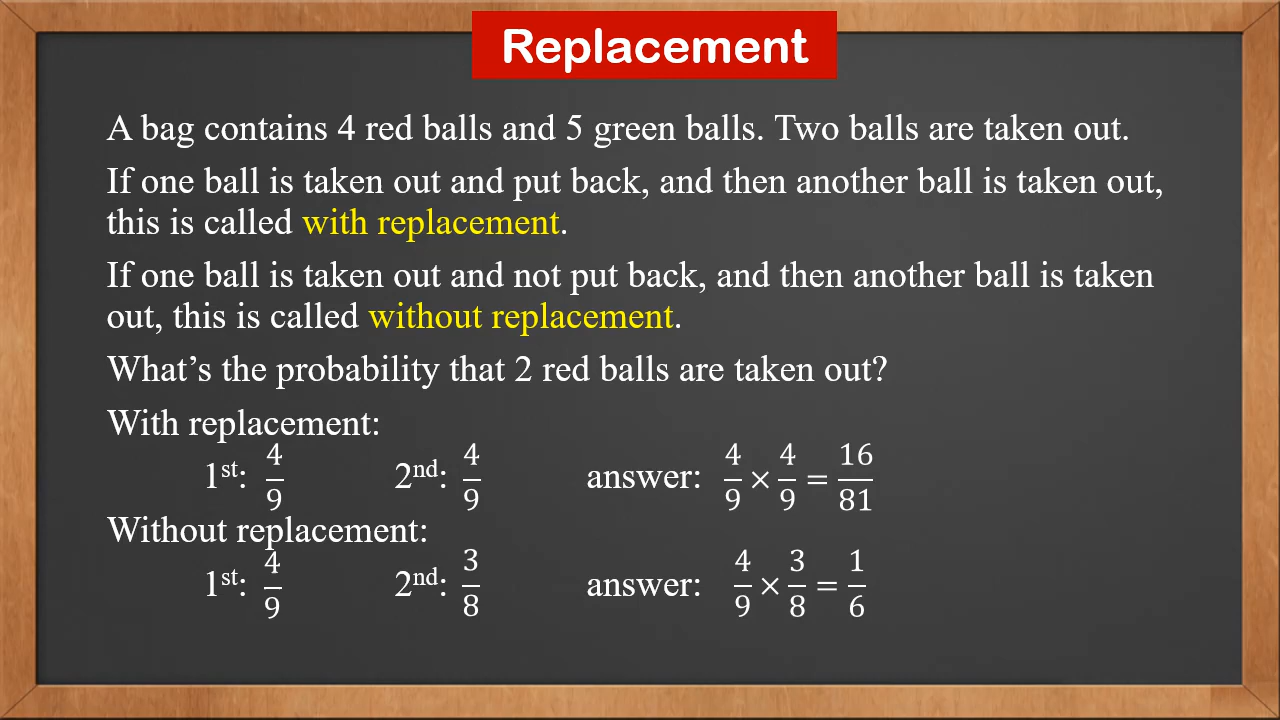 Replacement
A bag contains 4 red balls and 5 green balls. Two balls are taken out.
If one ball is taken out and put back, and then another ball is taken out,
this is called with replacement.
If one ball is taken out and not put back, and then another ball is taken
out, this is called without replacement.
What’s the probability that 2 red balls are taken out?
With replacement:
1st: 4/9 2nd: 4/9 answer: 4/9 × 4/9 = 16/81
Without replacement:
1st: 4/9 2nd: 3/8 answer: 4/9 × 3/8 = 1/6